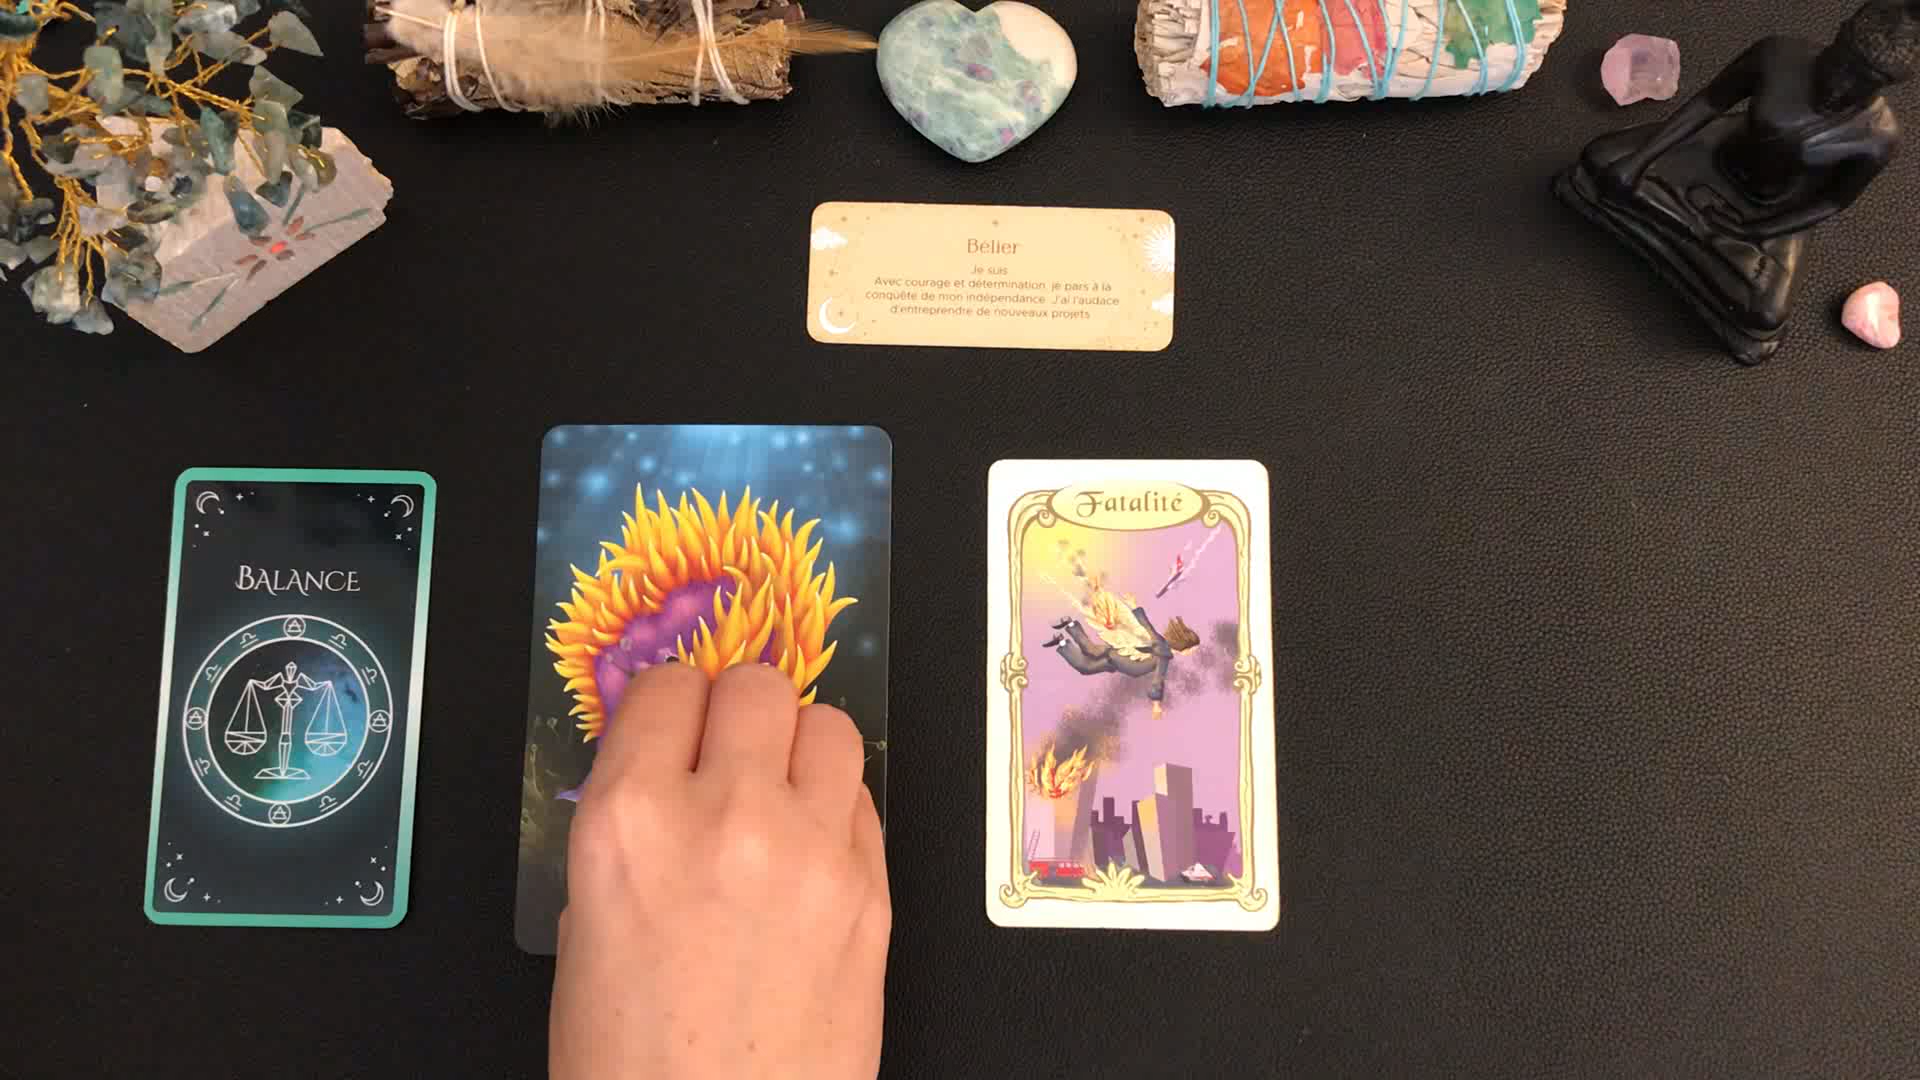 Bélier
Je suis
Avec courage et détermination, je pars à la
conquête de mon indépendance. J'ai l'audace
d'entreprendre de nouveaux projets
BALANCE
Fatalité